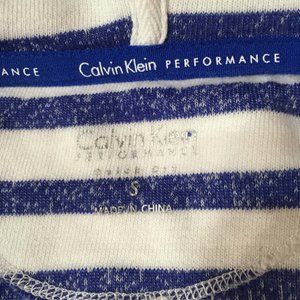 ANCE Calvin Klein PERFORMANCE
Calvin Klein
PERFORMANCE
S
MADE IN CHINA